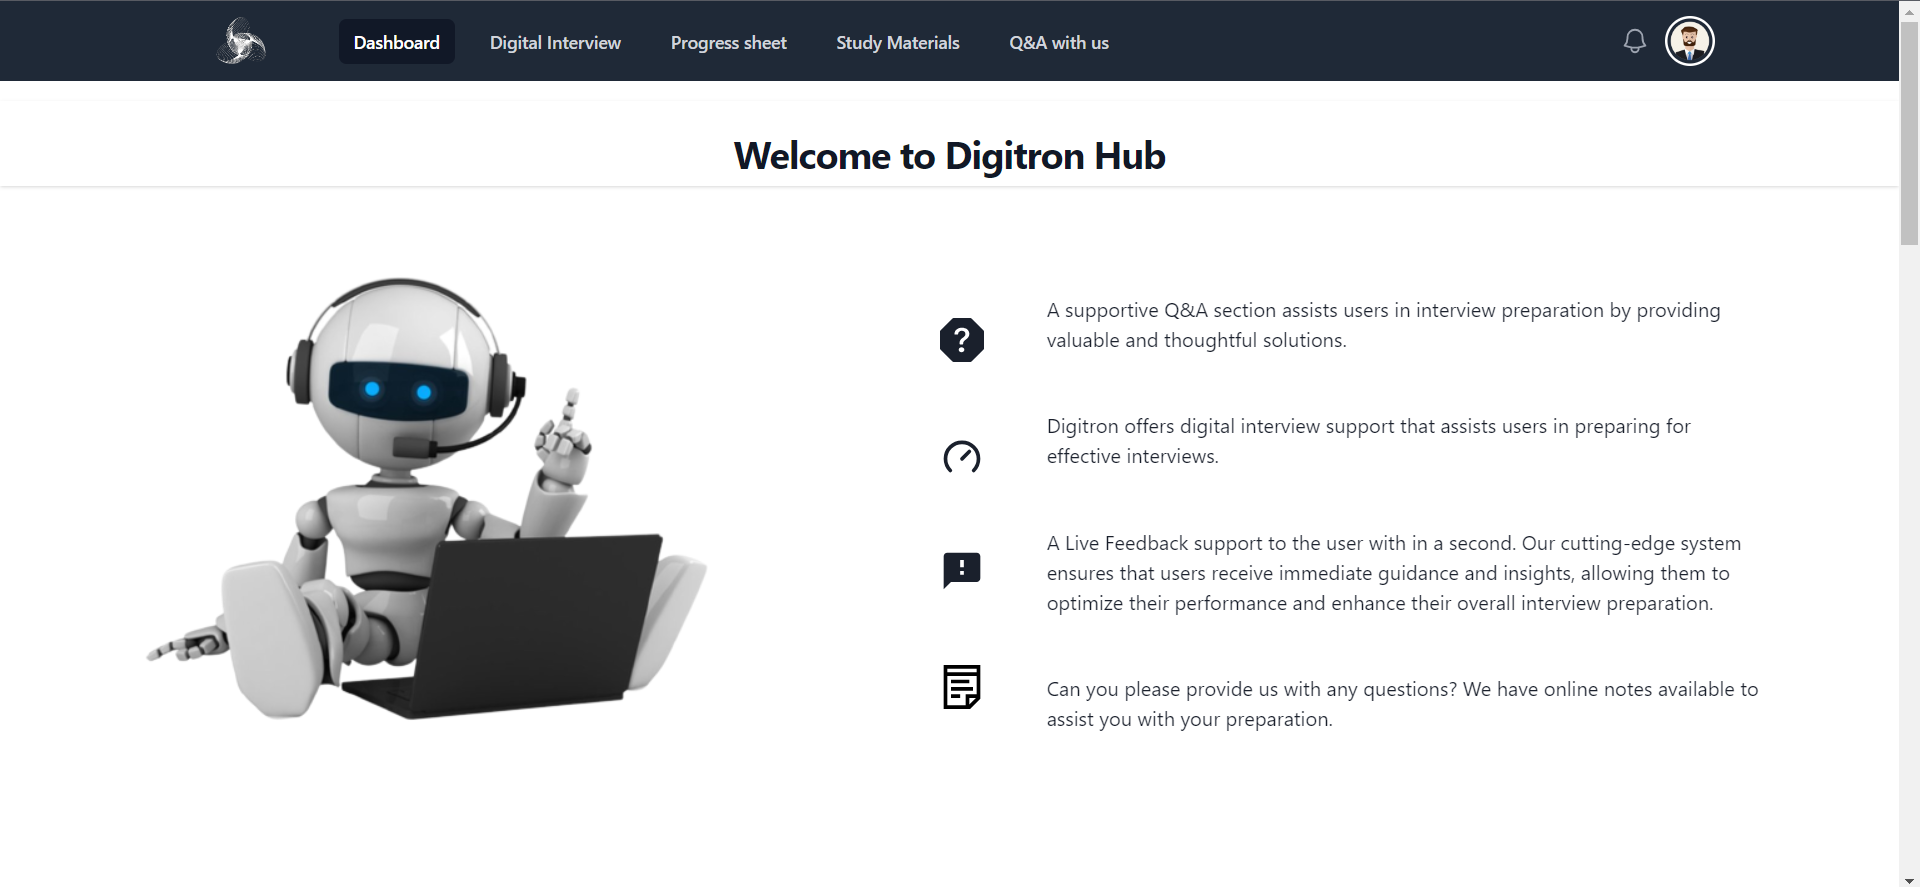 Dashboard Digital Interview Progress sheet Study Materials Q&A with us
Welcome to Digitron Hub
A supportive Q&A section assists users in interview preparation by providing
valuable and thoughtful solutions.
Digitron offers digital interview support that assists users in preparing for
effective interviews.
A Live Feedback support to the user with in a second. Our cutting-edge system
ensures that users receive immediate guidance and insights, allowing them to
optimize their performance and enhance their overall interview preparation.
Can you please provide us with any questions? We have online notes available to
assist you with your preparation.